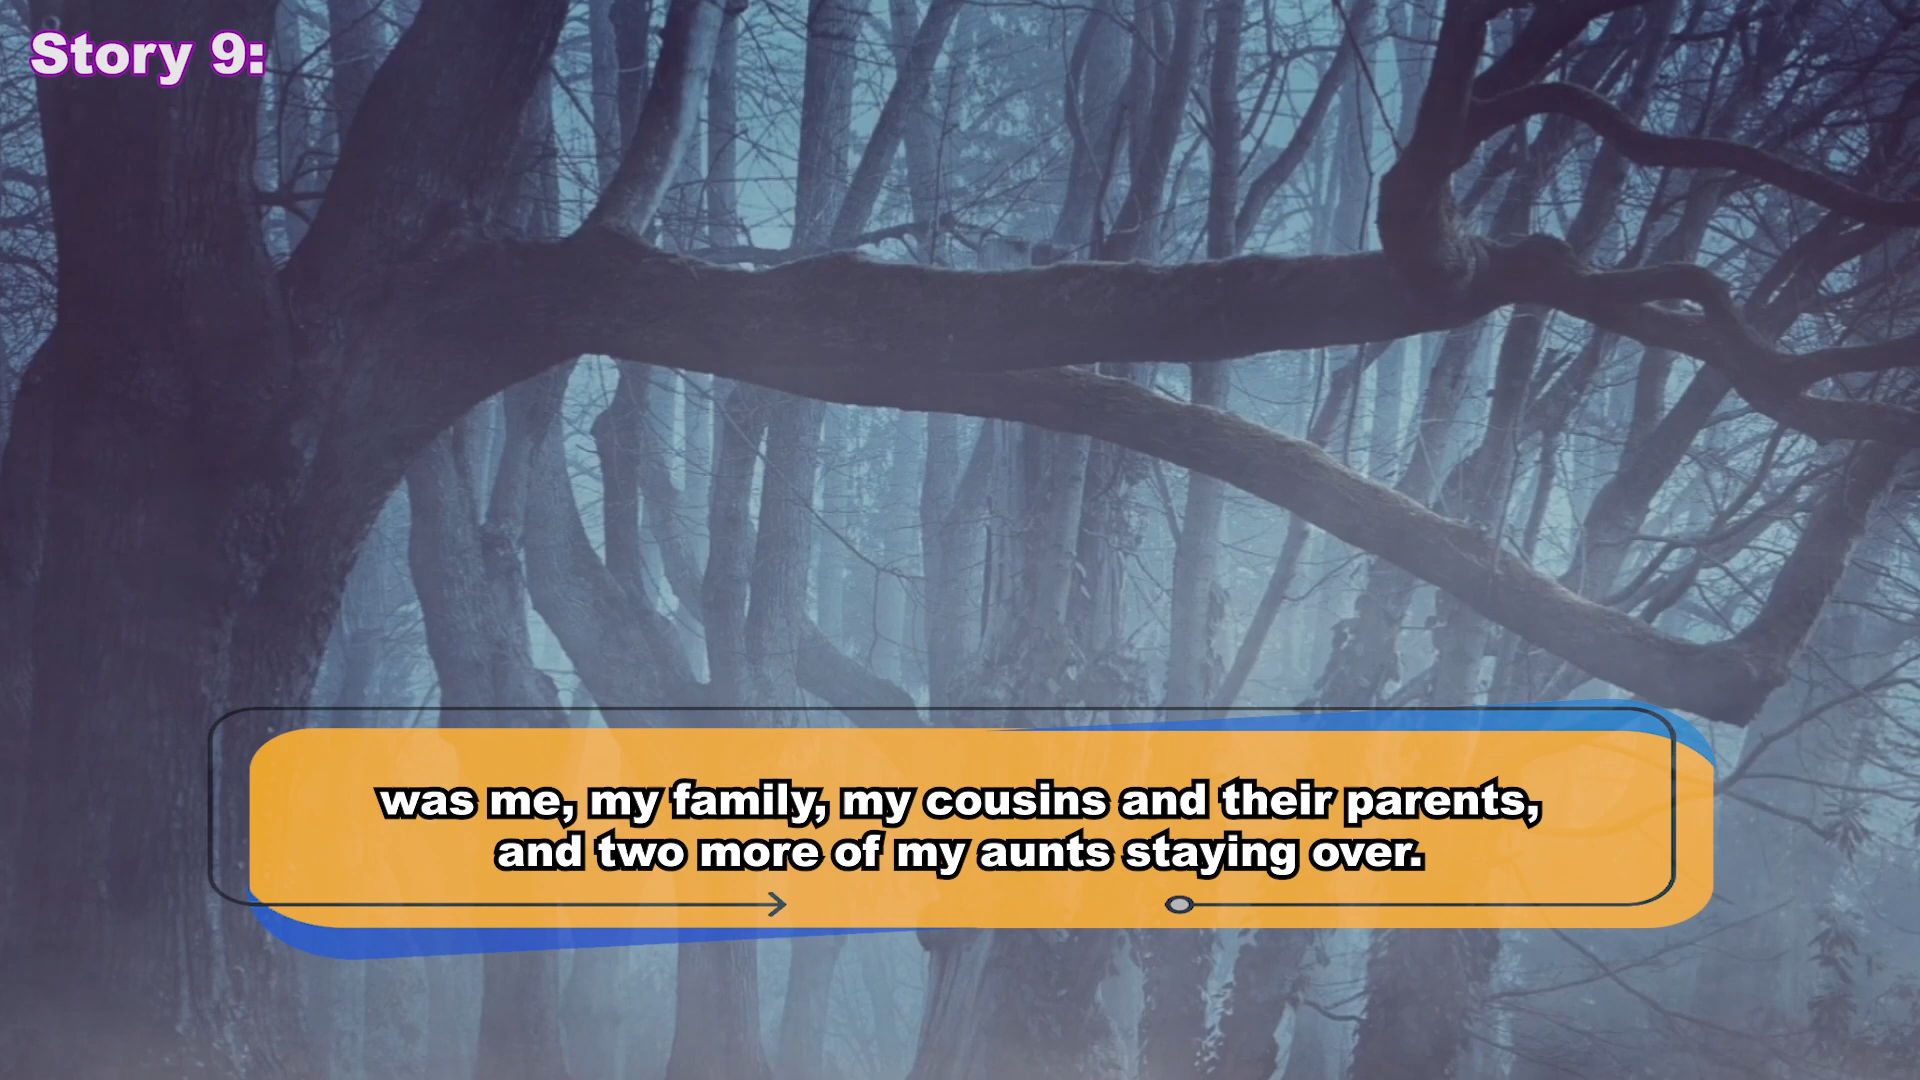 Story 9:
was me, my family, my cousins and their parents,
and two more of my aunts staying over.